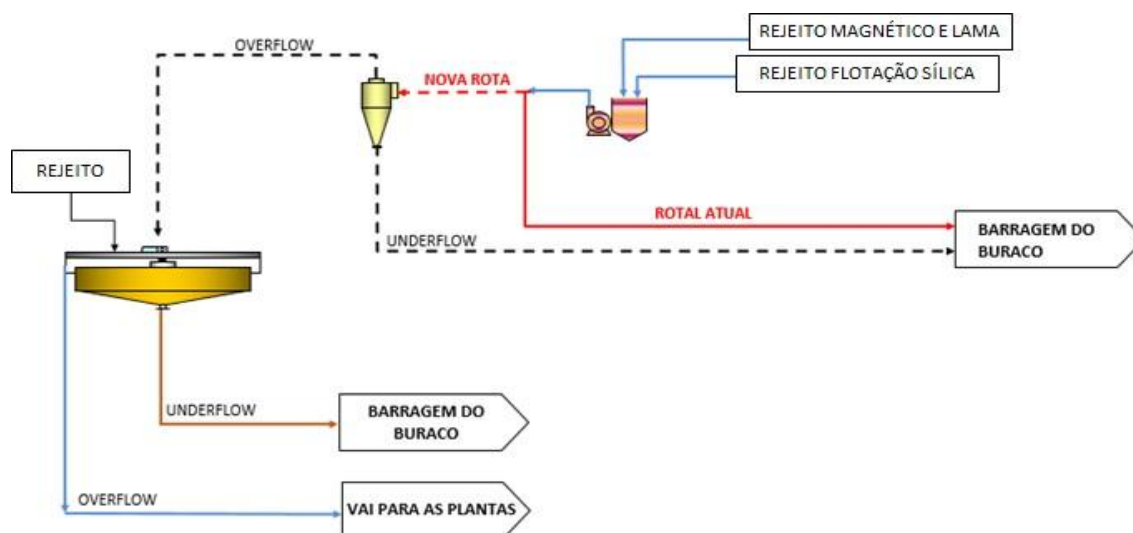 REJEITO MAGNÉTICO E LAMA
OVERFLOW
REJEITO FLOTAÇÃO SÍLICA
NOVA ROTA
REJEITO
ROTAL ATUAL
BARRAGEM DO
BURACO
UNDERFLOW
UNDERFLOW
BARRAGEM DO
BURACO
OVERFLOW
VAI PARA AS PLANTAS